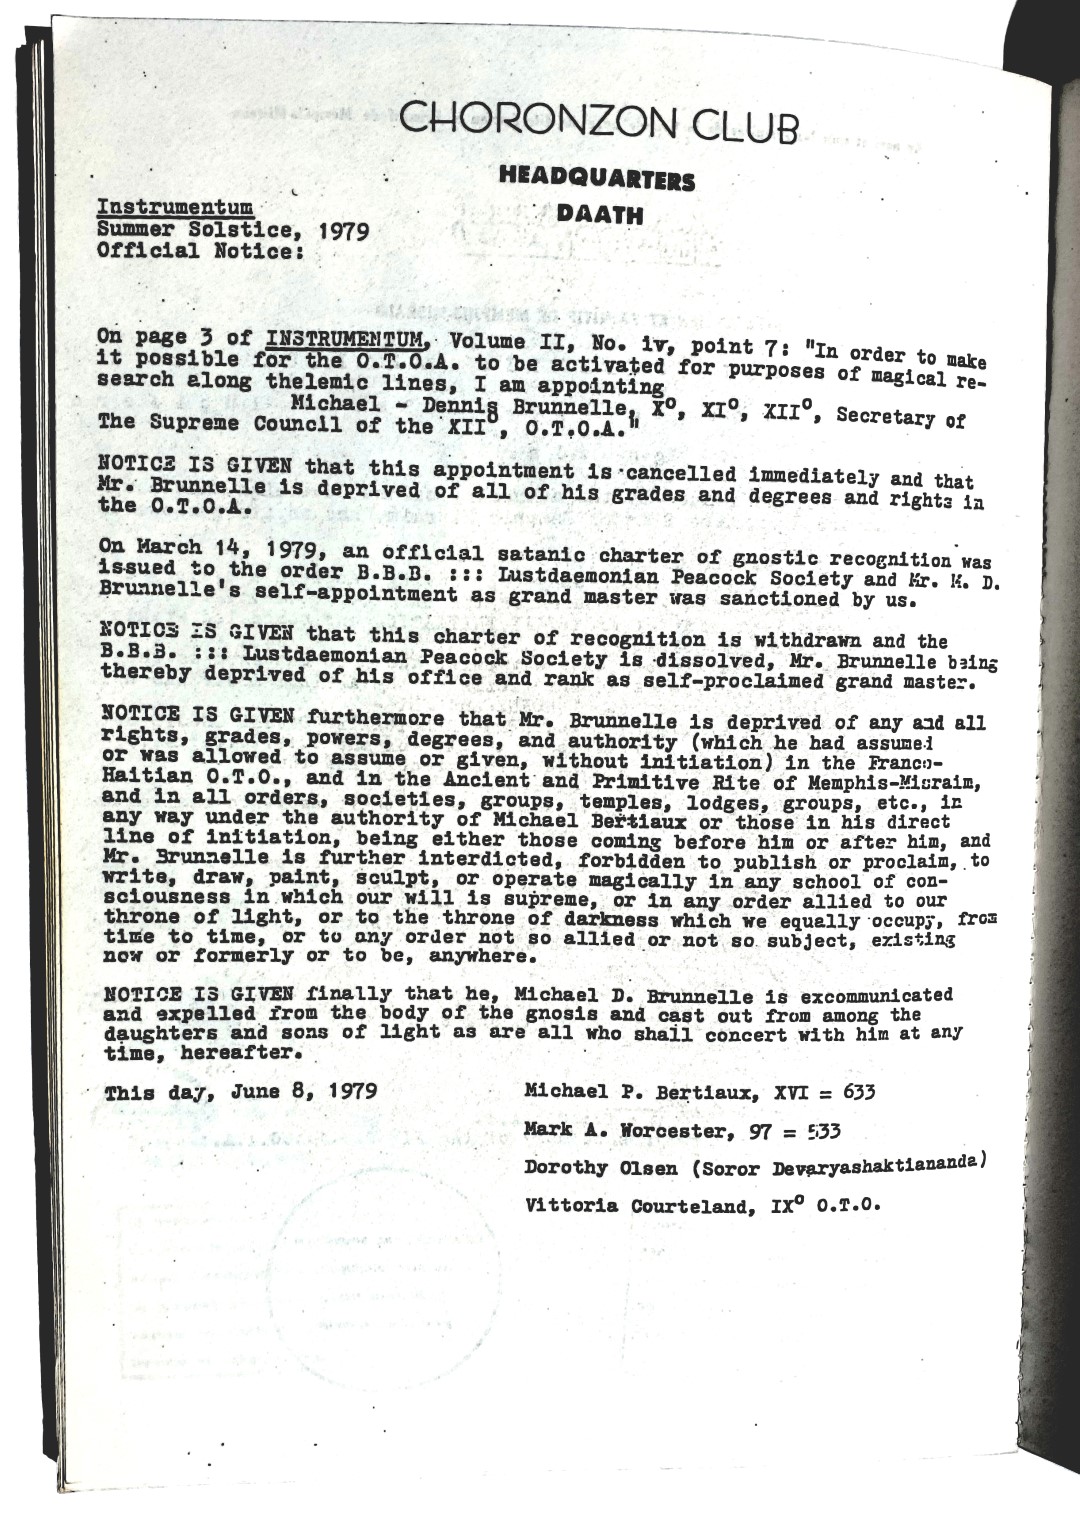 CHORONZON CLUB
HEADQUARTERS
DAATH
Instrumentum
Summer Solstice, 1979
Official Notice:
On page 3 of INSTRUMENTUM, Volume II, No. iv, point 7: "In order to make
it possible for the O.T.O.A. to be activated for purposes of magical re-
search along thelemic lines, I am appointing
Michael - Dennis Brunnelle, Xº, XIº, XIIº, Secretary of
The Supreme Council of the XIIº, O.T.O.A."
NOTICE IS GIVEN that this appointment is cancelled immediately and that
Mr. Brunnelle is deprived of all of his grades and degrees and rights in
the O.T.O.A.
On March 14, 1979, an official satanic charter of gnostic recognition was
issued to the order B.B.B. ::: Lustdaemonian Peacock Society and Mr. M. D.
Brunnelle's self-appointment as grand master was sanctioned by us.
NOTICE IS GIVEN that this charter of recognition is withdrawn and the
B.B.B. ::: Lustdaemonian Peacock Society is dissolved, Mr. Brunnelle being
thereby deprived of his office and rank as self-proclaimed grand master.
NOTICE IS GIVEN furthermore that Mr. Brunnelle is deprived of any and all
rights, grades, powers, degrees, and authority (which he had assumed
or was allowed to assume or given, without initiation) in the Franco-
Haitian O.T.O., and in the Ancient and Primitive Rite of Memphis-Misraim,
and in all orders, societies, groups, temples, lodges, groups, etc., in
any way under the authority of Michael Bertiaux or those in his direct
line of initiation, being either those coming before him or after him, and
Mr. Brunnelle is further interdicted, forbidden to publish or proclaim, to
write, draw, paint, sculpt, or operate magically in any school of con-
sciousness in which our will is supreme, or in any order allied to our
throne of light, or to the throne of darkness which we equally occupy, from
time to time, or to any order not so allied or not so subject, existing
now or formerly or to be, anywhere.
NOTICE IS GIVEN finally that he, Michael D. Brunnelle is excommunicated
and expelled from the body of the gnosis and cast out from among the
daughters and sons of light as are all who shall concert with him at any
time, hereafter.
This day, June 8, 1979
Michael P. Bertiaux, XVI = 633
Mark A. Worcester, 97 = 533
Dorothy Olsen (Soror Devaryashaktiananda)
Vittoria Courteland, IXº O.T.O.